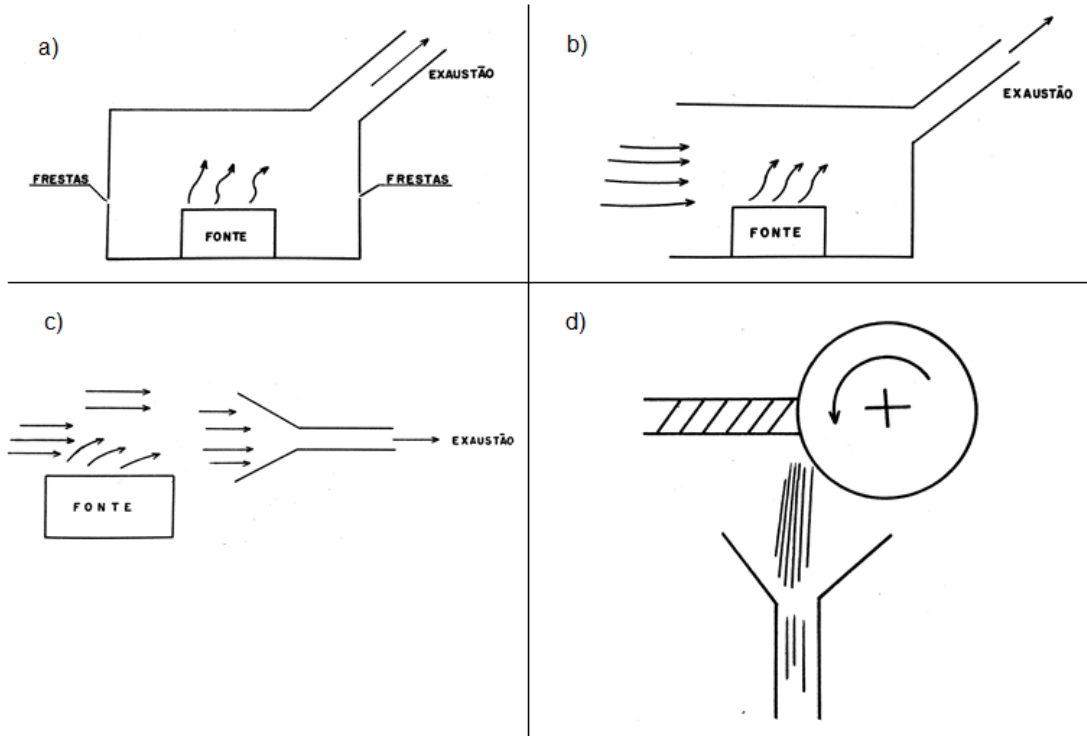 a)
EXAUSTÃO
FRESTAS
FRESTAS
FONTE
b)
EXAUSTÃO
FONTE
c)
EXAUSTÃO
FONTE
d)